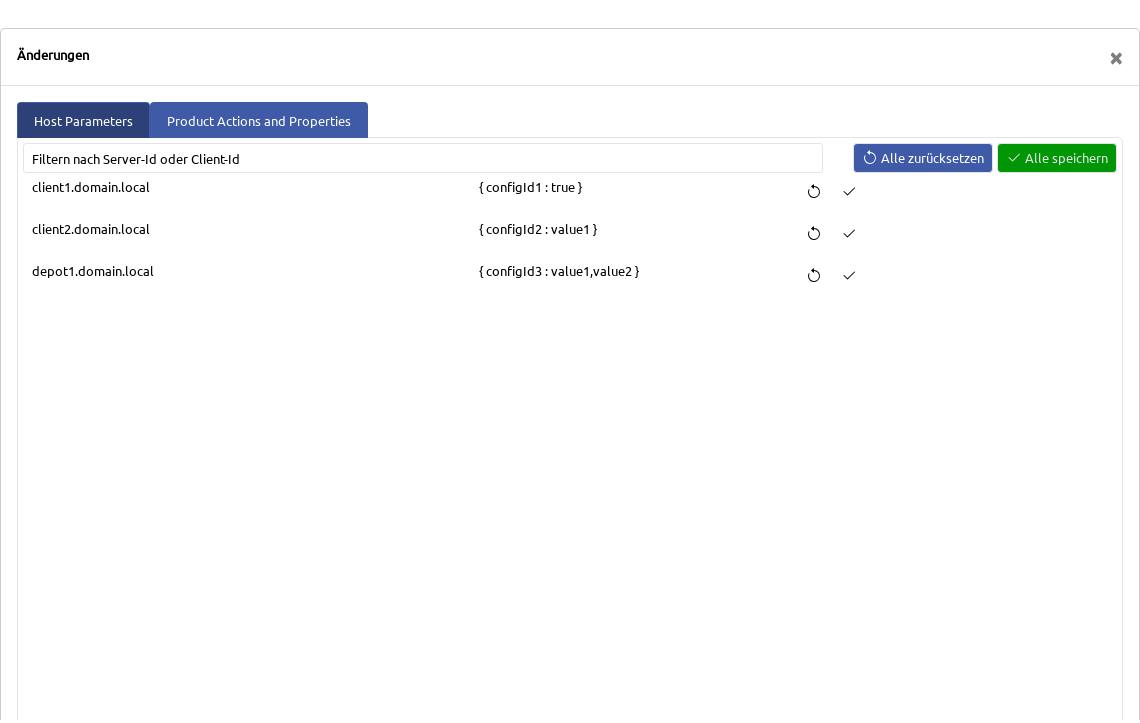 Änderungen
Host Parameters
Product Actions and Properties
Filtern nach Server-Id oder Client-Id
Alle zurücksetzen
Alle speichern
client1.domain.local
{ configId1 : true }
client2.domain.local
{ configId2 : value1 }
depot1.domain.local
{ configId3 : value1,value2 }